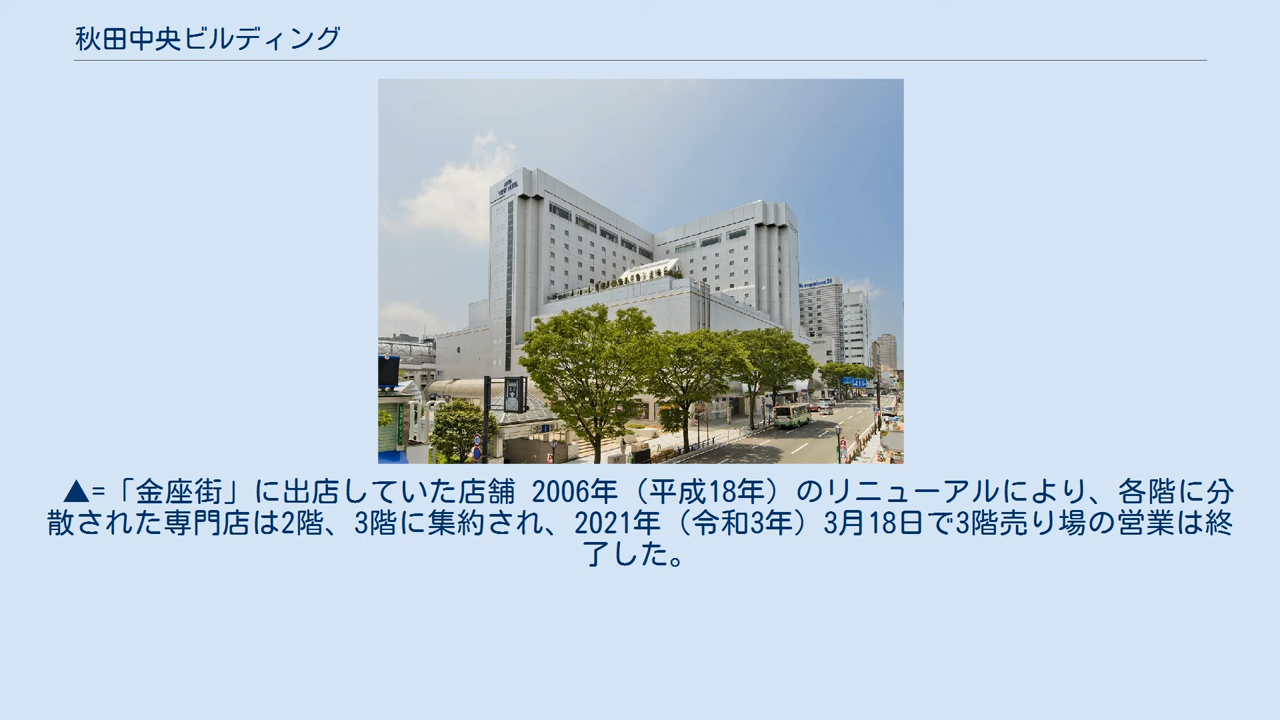 秋田中央ビルディング
▲=「金座街」に出店していた店舗 2006年（平成18年）のリニューアルにより、各階に分
散された専門店は2階、3階に集約され、2021年（令和3年）3月18日で3階売り場の営業は終
了した。